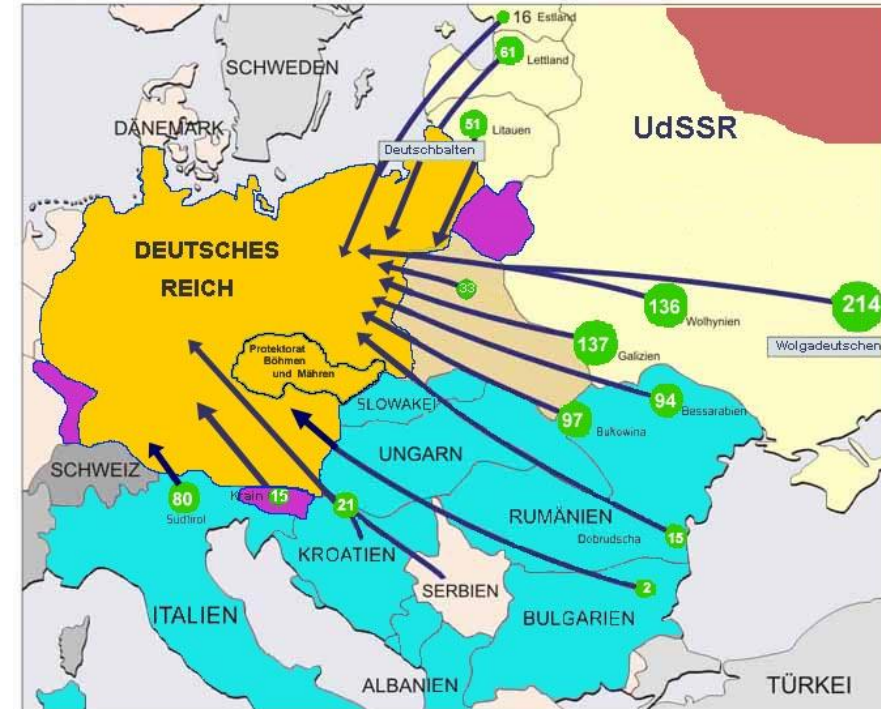 16 Estland
61 Lettland
SCHWEDEN
51 Litauen
DÄNEMARK
Deutschbalten
UdSSR
DEUTSCHES
REICH
33
136 Wolhynien
214
Wolgadeutschen
137 Galizien
Protektorat
Böhmen
und Mähren
SLOWAKEI
94 Bessarabien
97 Bukowina
UNGARN
SCHWEIZ
80 Südtirol
Krain 15
21
RUMÄNIEN
Dobrudscha 15
KROATIEN
SERBIEN
2
BULGARIEN
ITALIEN
ALBANIEN
TÜRKEI